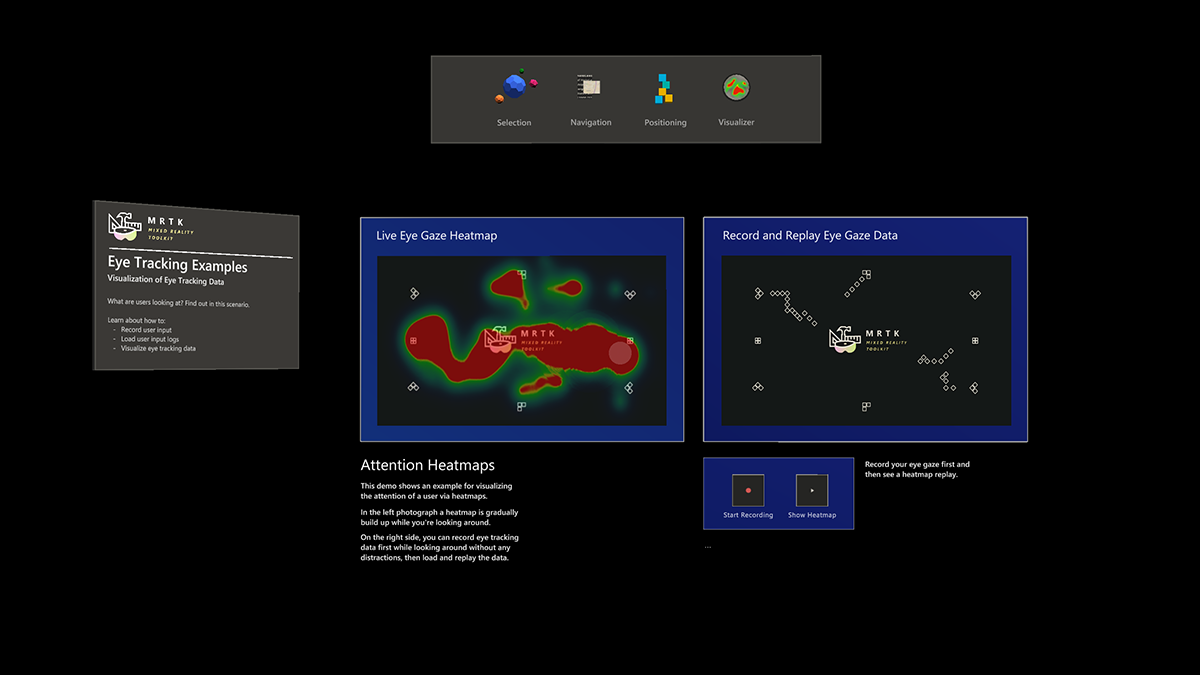 Selection
Navigation
Positioning
Visualizer
MRTK
MIXED REALITY
TOOLKIT
Eye Tracking Examples
Visualization of Eye Tracking Data
What are users looking at? Find out in this scenario.
Learn about how to:
- Record user input
- Load user input logs
- Visualize eye tracking data
Live Eye Gaze Heatmap
MRTK
MIXED REALITY
TOOLKIT
Attention Heatmaps
This demo shows an example for visualizing
the attention of a user via heatmaps.
In the left photograph a heatmap is gradually
build up while you're looking around.
On the right side, you can record eye tracking
data first while looking around without any
distractions, then load and replay the data.
Record and Replay Eye Gaze Data
MRTK
MIXED REALITY
TOOLKIT
Start Recording
Show Heatmap
Record your eye gaze first and
then see a heatmap replay.
...